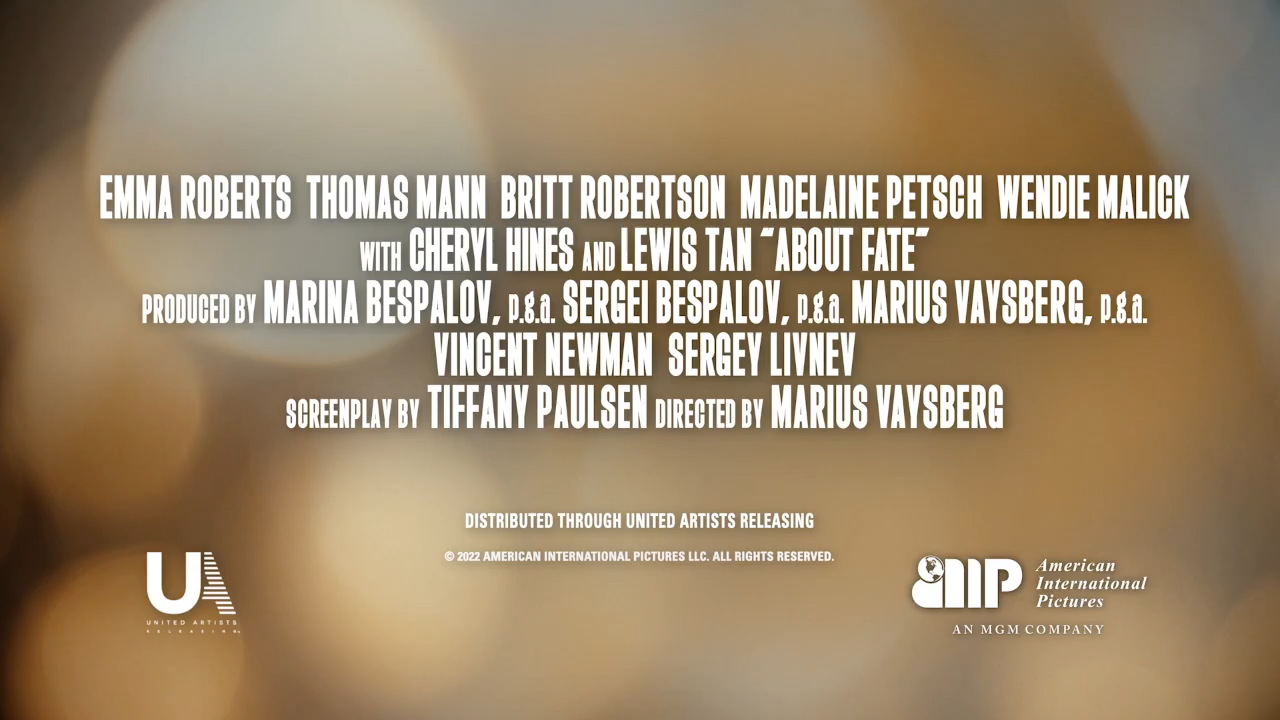 EMMA ROBERTS THOMAS MANN BRITT ROBERTSON MADELAINE PETSCH WENDIE MALICK
WITH CHERYL HINES AND LEWIS TAN "ABOUT FATE"
PRODUCED BY MARINA BESPALOV, p.g.a. SERGEI BESPALOV, p.g.a. MARIUS VAYSBERG, p.g.a.
VINCENT NEWMAN SERGEY LIVNEV
SCREENPLAY BY TIFFANY PAULSEN DIRECTED BY MARIUS VAYSBERG
DISTRIBUTED THROUGH UNITED ARTISTS RELEASING
© 2022 AMERICAN INTERNATIONAL PICTURES LLC. ALL RIGHTS RESERVED.
UA
UNITED ARTISTS
RELEASING
AIP
American
International
Pictures
AN MGM COMPANY